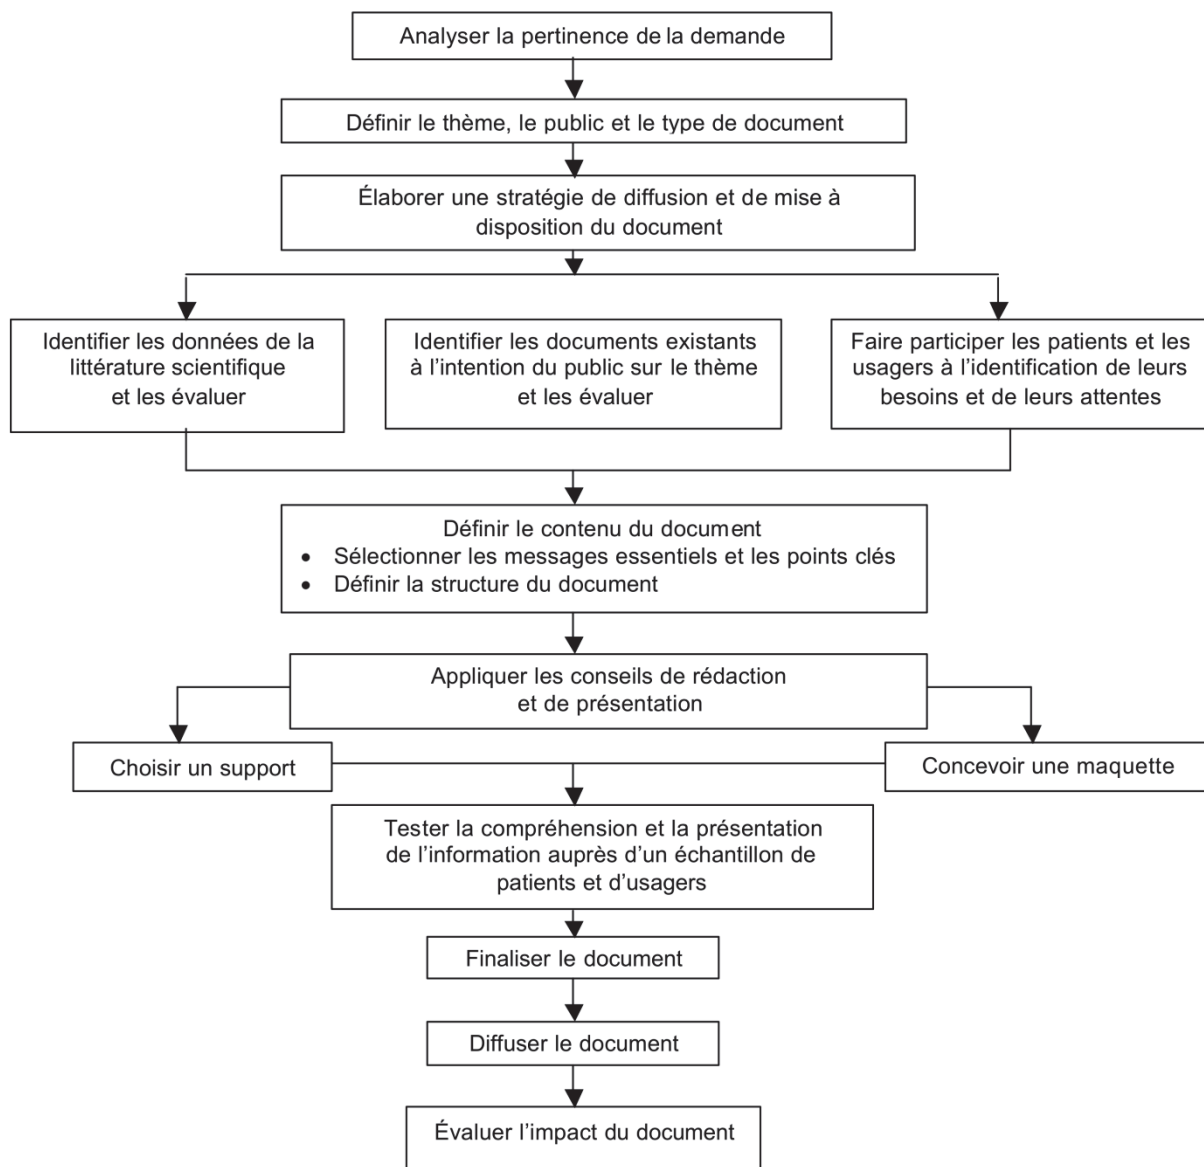 Analyser la pertinence de la demande
Définir le thème, le public et le type de document
Élaborer une stratégie de diffusion et de mise à
disposition du document
Identifier les données de la
littérature scientifique
et les évaluer
Identifier les documents existants
à l’intention du public sur le thème
et les évaluer
Faire participer les patients et les
usagers à l’identification de leurs
besoins et de leurs attentes
Définir le contenu du document
• Sélectionner les messages essentiels et les points clés
• Définir la structure du document
Appliquer les conseils de rédaction
et de présentation
Choisir un support
Concevoir une maquette
Tester la compréhension et la présentation
de l’information auprès d’un échantillon de
patients et d’usagers
Finaliser le document
Diffuser le document
Évaluer l’impact du document